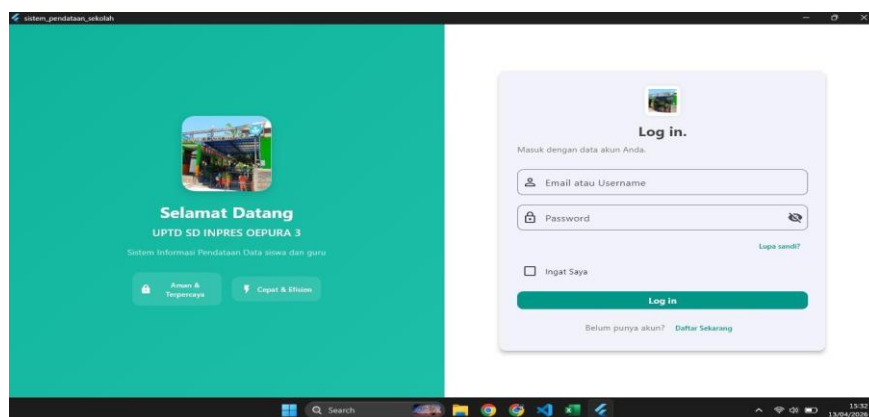 sistem_pendataan_sekolah
Selamat Datang
UPTD SD INPRES OEPURA 3
Sistem Informasi Pendataan Data siswa dan guru
Aman &
Terpercaya
Cepat & Efisien
Log in.
Masuk dengan data akun Anda.
Email atau Username
Password
Lupa sandi?
Ingat Saya
Log in
Belum punya akun? Daftar Sekarang
Search
15:32
13/04/2026